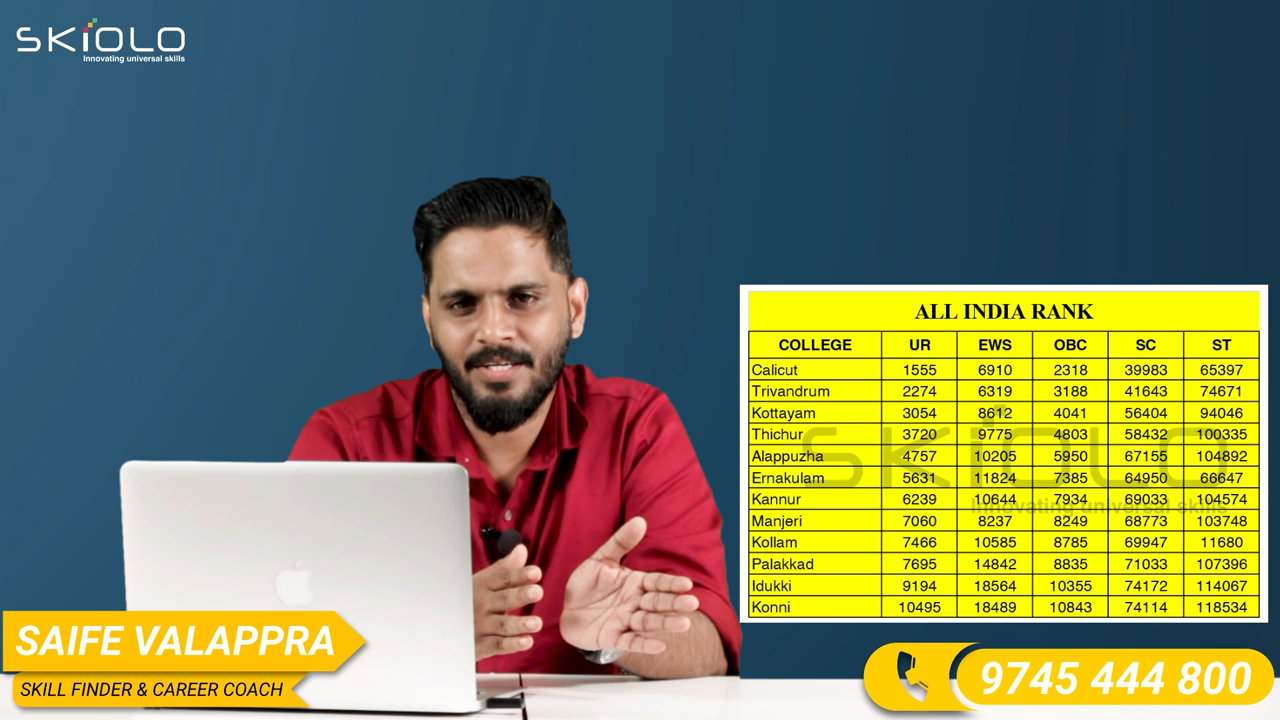 SKiOLO
Innovating universal skills
ALL INDIA RANK
COLLEGE UR EWS OBC SC ST
Calicut 1555 6910 2318 39983 65397
Trivandrum 2274 6319 3188 41643 74671
Kottayam 3054 8612 4041 56404 94046
Thichur 3720 9775 4803 58432 100335
Alappuzha 4757 10205 5950 67155 104892
Ernakulam 5631 11824 7385 64950 66647
Kannur 6239 10644 7934 69033 104574
Manjeri 7060 8237 8249 68773 103748
Kollam 7466 10585 8785 69947 11680
Palakkad 7695 14842 8835 71033 107396
Idukki 9194 18564 10355 74172 114067
Konni 10495 18489 10843 74114 118534
SKiOLO
Innovating universal skills
SAIFE VALAPPRA
SKILL FINDER & CAREER COACH
9745 444 800